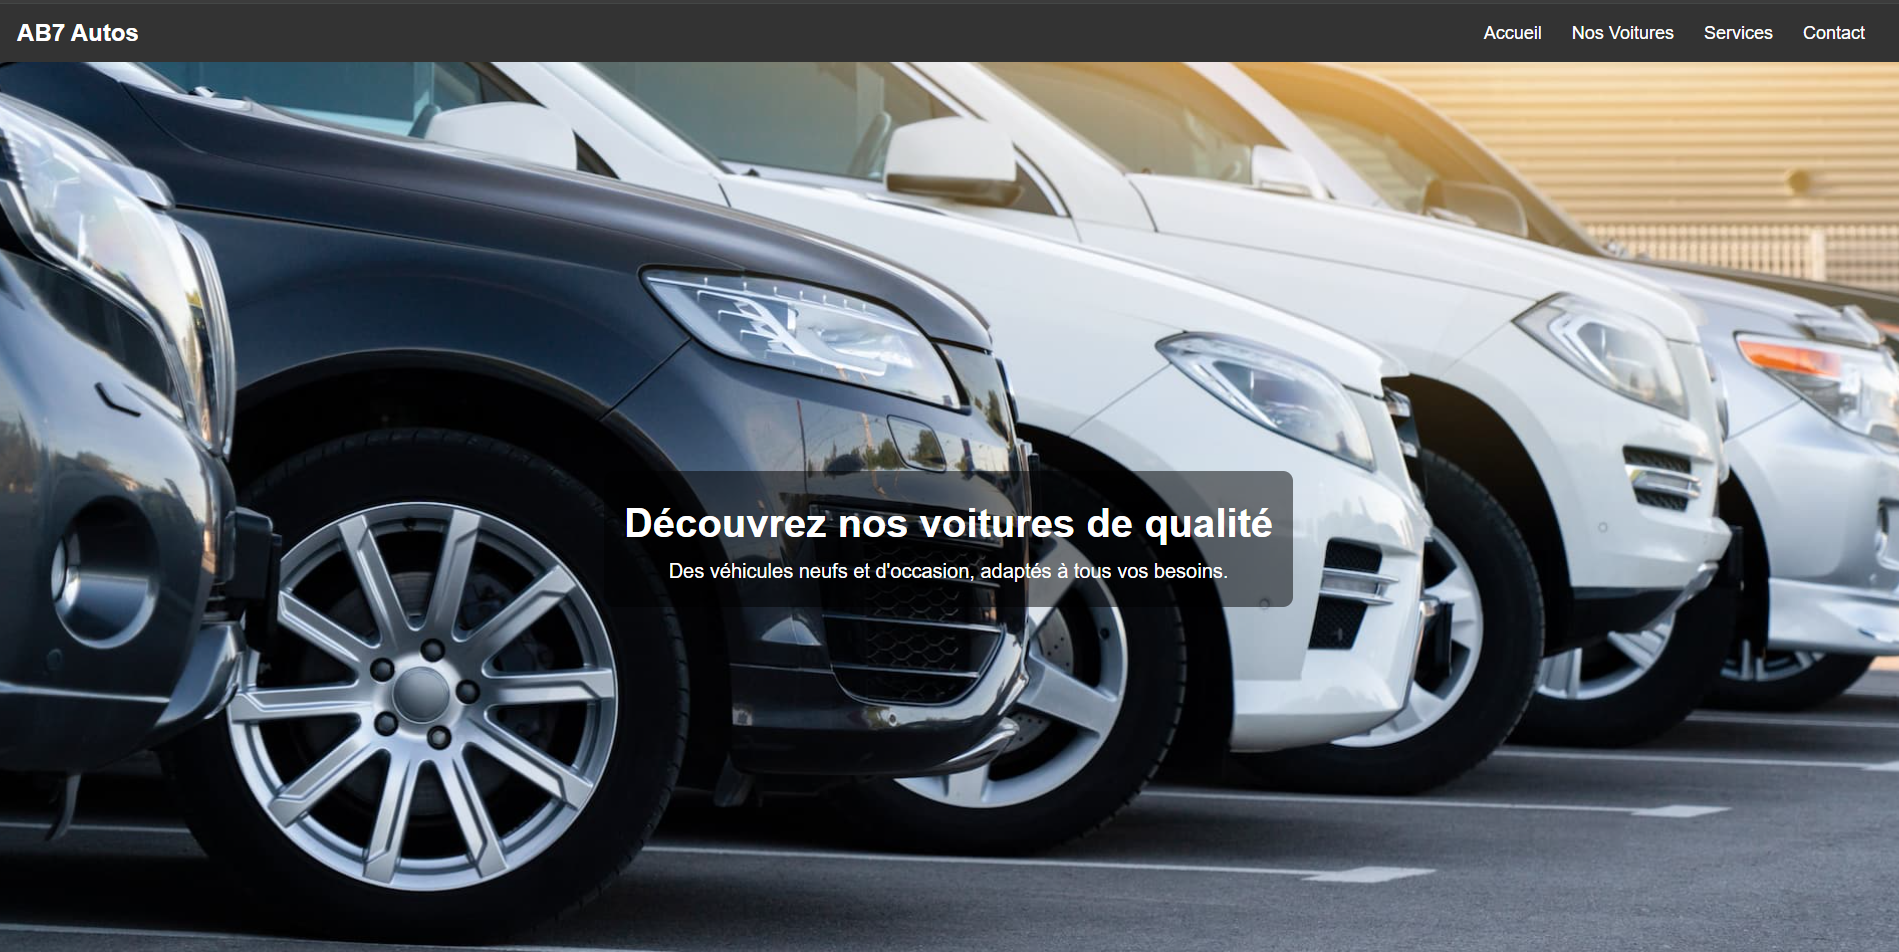 AB7 Autos
Accueil
Nos Voitures
Services
Contact
Découvrez nos voitures de qualité
Des véhicules neufs et d'occasion, adaptés à tous vos besoins.